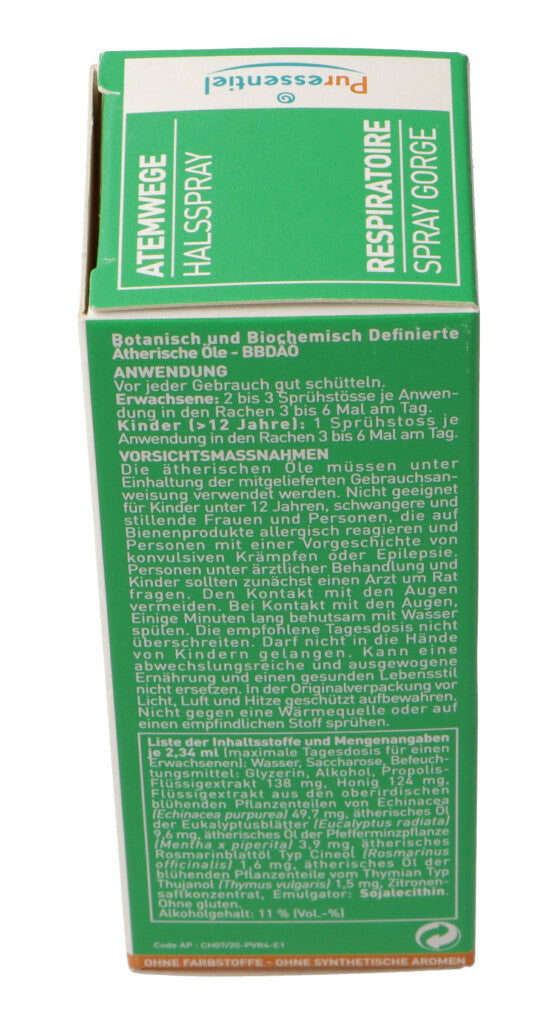 Puressentiel
ATEMWEGE
HALSSPRAY
RESPIRATOIRE
SPRAY GORGE
Botanisch und Biochemisch Definierte
Ätherische Öle - BBDAÖ
ANWENDUNG
Vor jeder Gebrauch gut schütteln.
Erwachsene: 2 bis 3 Sprühstösse je Anwen-
dung in den Rachen 3 bis 6 Mal am Tag.
Kinder (>12 Jahre): 1 Sprühstoss je
Anwendung in den Rachen 3 bis 6 Mal am Tag.
VORSICHTSMASSNAHMEN
Die ätherischen Öle müssen unter
Einhaltung der mitgelieferten Gebrauchsan-
weisung verwendet werden. Nicht geeignet
für Kinder unter 12 Jahren, schwangere und
stillende Frauen und Personen, die auf
Bienenprodukte allergisch reagieren und
Personen mit einer Vorgeschichte von
konvulsiven Krämpfen oder Epilepsie.
Personen unter ärztlicher Behandlung und
Kinder sollten zunächst einen Arzt um Rat
fragen. Den Kontakt mit den Augen
vermeiden. Bei Kontakt mit den Augen,
Einige Minuten lang behutsam mit Wasser
spülen. Die empfohlene Tagesdosis nicht
überschreiten. Darf nicht in die Hände
von Kindern gelangen. Kann eine
abwechslungsreiche und ausgewogene
Ernährung und einen gesunden Lebensstil
nicht ersetzen. In der Originalverpackung vor
Licht, Luft und Hitze geschützt aufbewahren.
Nicht gegen eine Wärmequelle oder auf
einen empfindlichen Stoff sprühen.
Liste der Inhaltsstoffe und Mengenangaben
je 2,34 ml (maximale Tagesdosis für einen
Erwachsenen): Wasser, Saccharose, Befeuch-
tungsmittel: Glyzerin, Alkohol, Propolis-
Flüssigextrakt 138 mg, Honig 124 mg,
Flüssigextrakt aus den oberirdischen
blühenden Pflanzenteilen von Echinacea
(Echinacea purpurea) 49,7 mg, ätherisches Öl
der Eukalyptusblätter (Eucalyptus radiata)
9,6 mg, ätherisches Öl der Pfefferminzpflanze
(Mentha x piperita) 3,9 mg, ätherisches
Rosmarinblattöl Typ Cineol (Rosmarinus
officinalis) 1,6 mg, ätherisches Öl der
blühenden Pflanzenteile vom Thymian Typ
Thujanol (Thymus vulgaris) 1,5 mg, Zitronen-
saftkonzentrat, Emulgator: Sojalecithin.
Ohne gluten.
Alkoholgehalt: 11 % (Vol.-%)
Code AP : CH07/20-PVR4-E1
OHNE FARBSTOFFE - OHNE SYNTHETISCHE AROMEN